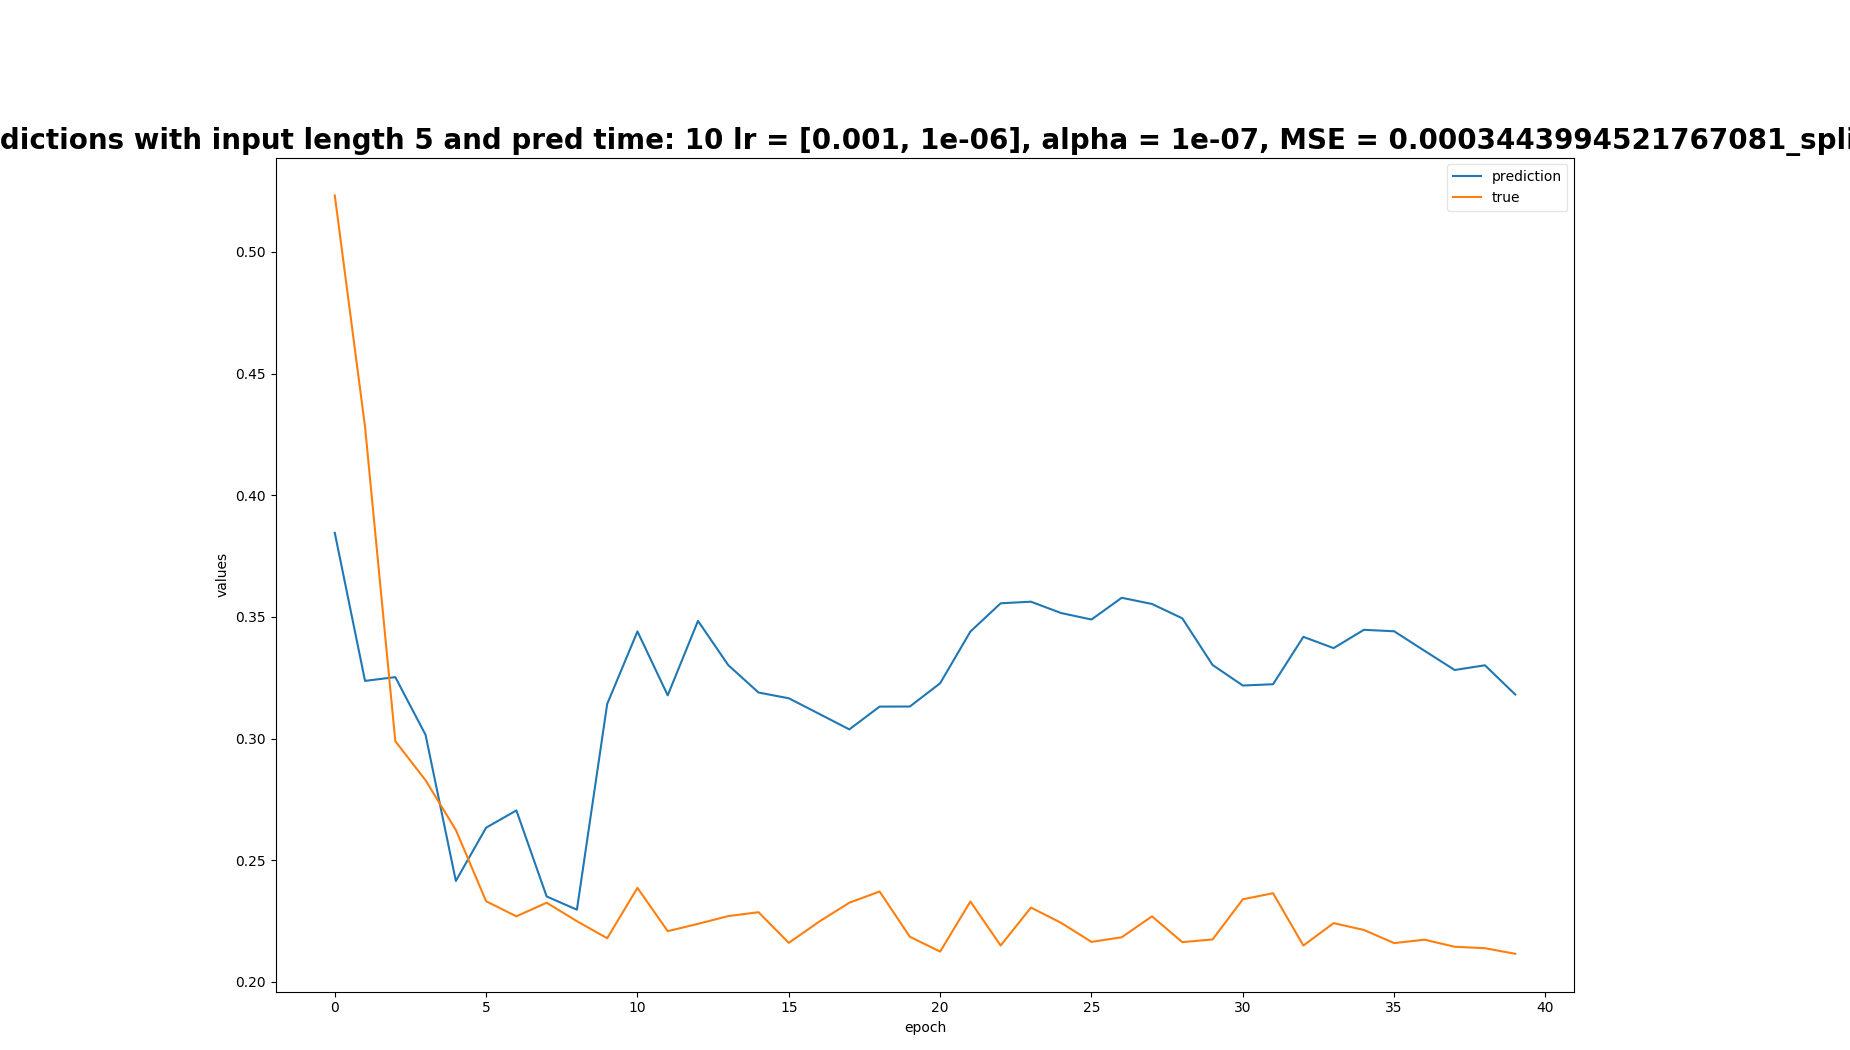 dictions with input length 5 and pred time: 10 lr = [0.001, 1e-06], alpha = 1e-07, MSE = 0.0003443994521767081_spli
prediction
true
0.50
0.45
0.40
0.35
0.30
0.25
0.20
values
0 5 10 15 20 25 30 35 40
epoch